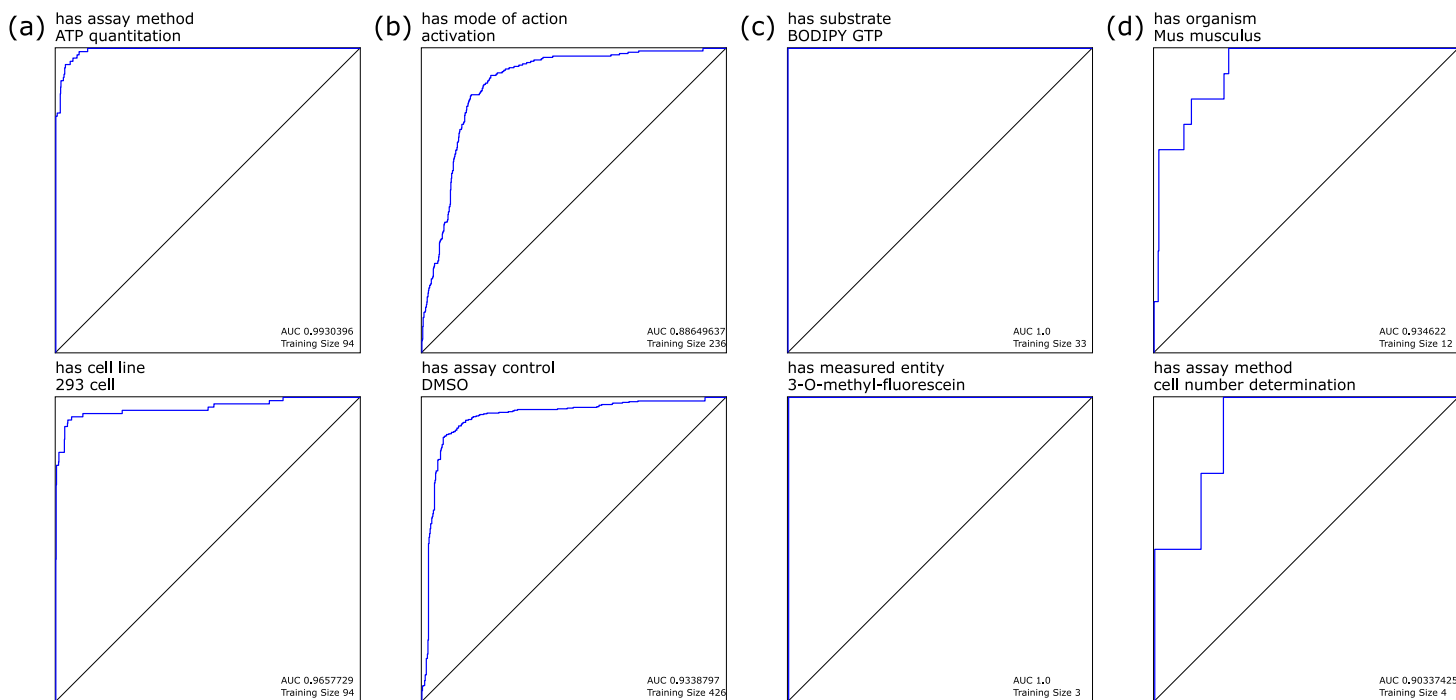 (a) has assay method
ATP quantitation
AUC 0.9930396
Training Size 94
(b) has mode of action
activation
AUC 0.88649637
Training Size 236
(c) has substrate
BODIPY GTP
AUC 1.0
Training Size 33
(d) has organism
Mus musculus
AUC 0.934622
Training Size 12
has cell line
293 cell
AUC 0.9657729
Training Size 94
has assay control
DMSO
AUC 0.9338797
Training Size 426
has measured entity
3-O-methyl-fluorescein
AUC 1.0
Training Size 3
has assay method
cell number determination
AUC 0.90337425
Training Size 4